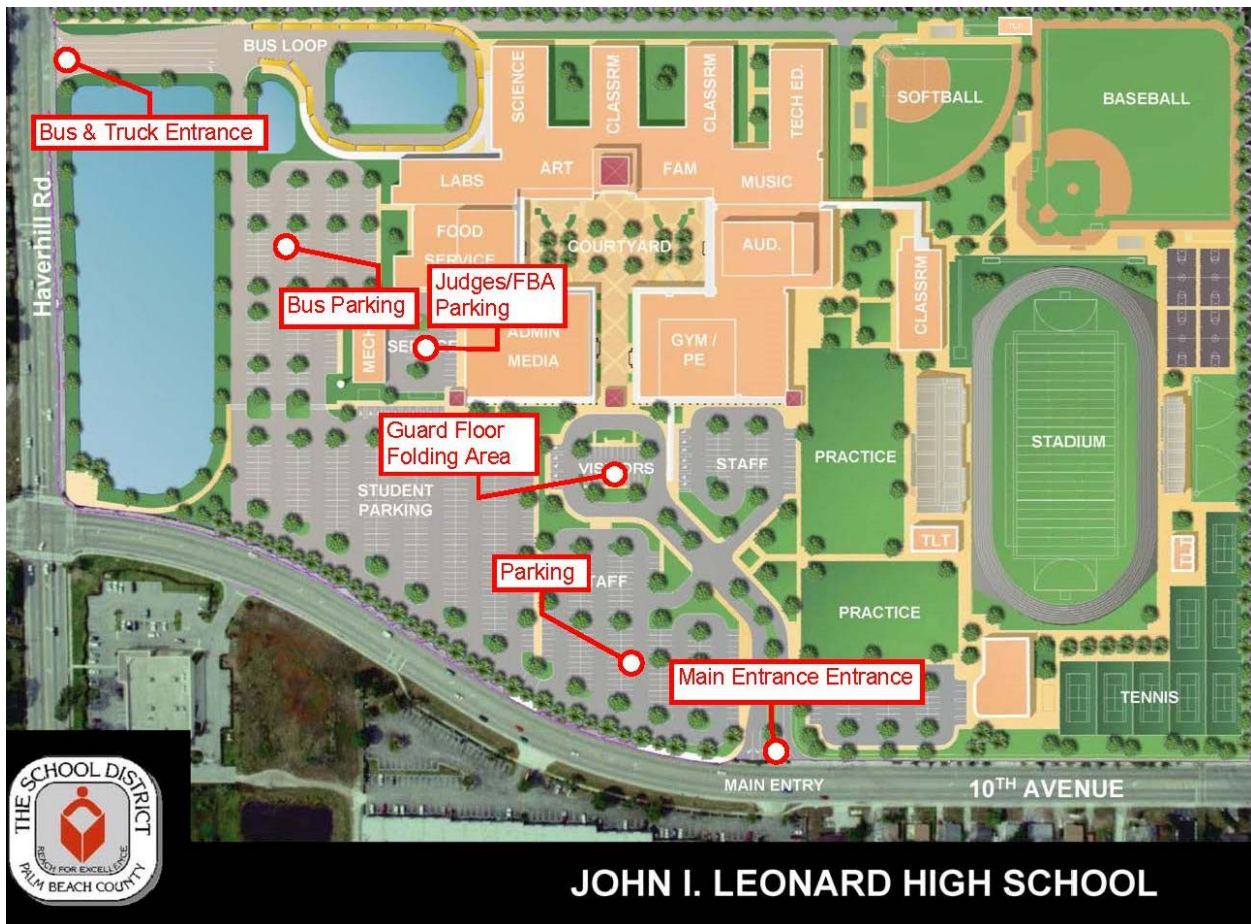 BUS LOOP
Bus & Truck Entrance
Haverhill Rd.
SCIENCE
CLASSRM
CLASSRM
TECH ED.
TLT
SOFTBALL
BASEBALL
ART
FAM
LABS
MUSIC
FOOD
SERVICE
COURTYARD
AUD.
CLASSRM
Bus Parking
Judges/FBA
Parking
MECH
ADMIN
MEDIA
GYM /
PE
Guard Floor
Folding Area
VISITORS
STAFF
PRACTICE
STADIUM
STUDENT
PARKING
TLT
Parking
PRACTICE
Main Entrance Entrance
TENNIS
MAIN ENTRY
10TH AVENUE
THE SCHOOL DISTRICT
REACH FOR EXCELLENCE
PALM BEACH COUNTY
JOHN I. LEONARD HIGH SCHOOL